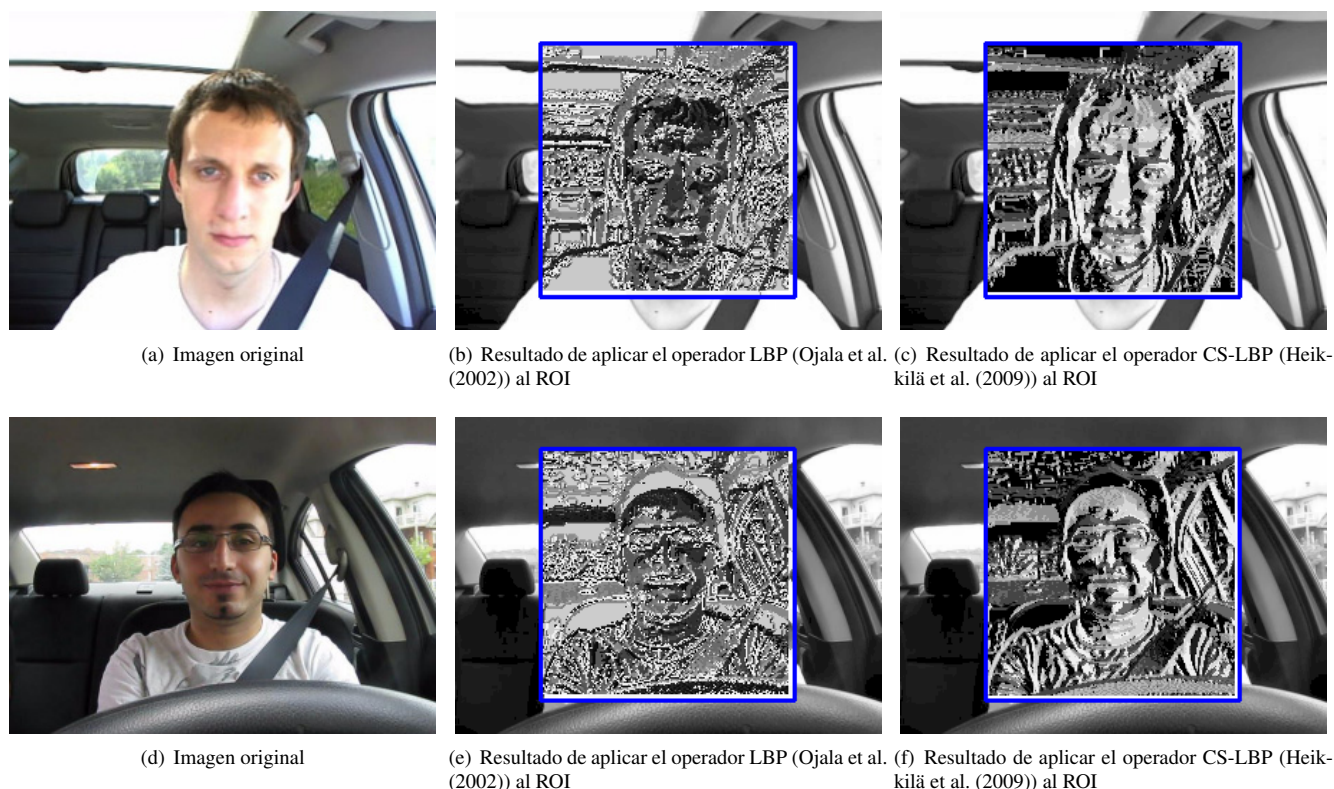 (a) Imagen original
(b) Resultado de aplicar el operador LBP (Ojala et al.
(2002)) al ROI
(c) Resultado de aplicar el operador CS-LBP (Heik-
kilä et al. (2009)) al ROI
(d) Imagen original
(e) Resultado de aplicar el operador LBP (Ojala et al.
(2002)) al ROI
(f) Resultado de aplicar el operador CS-LBP (Heik-
kilä et al. (2009)) al ROI